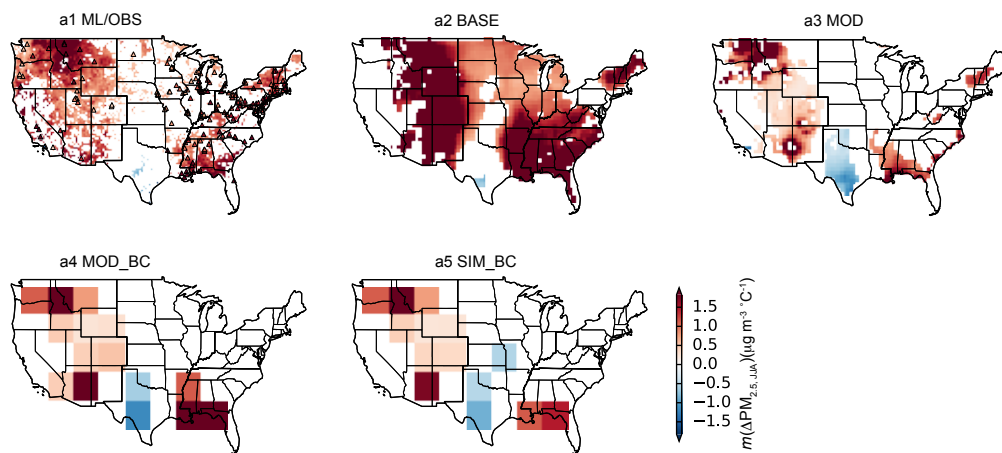 a1 ML/OBS
a2 BASE
a3 MOD
a4 MOD_BC
a5 SIM_BC
1.5
1.0
0.5
0.0
−0.5
−1.0
−1.5
m(ΔPM2.5, JJA)(ug m-3 °C-1)